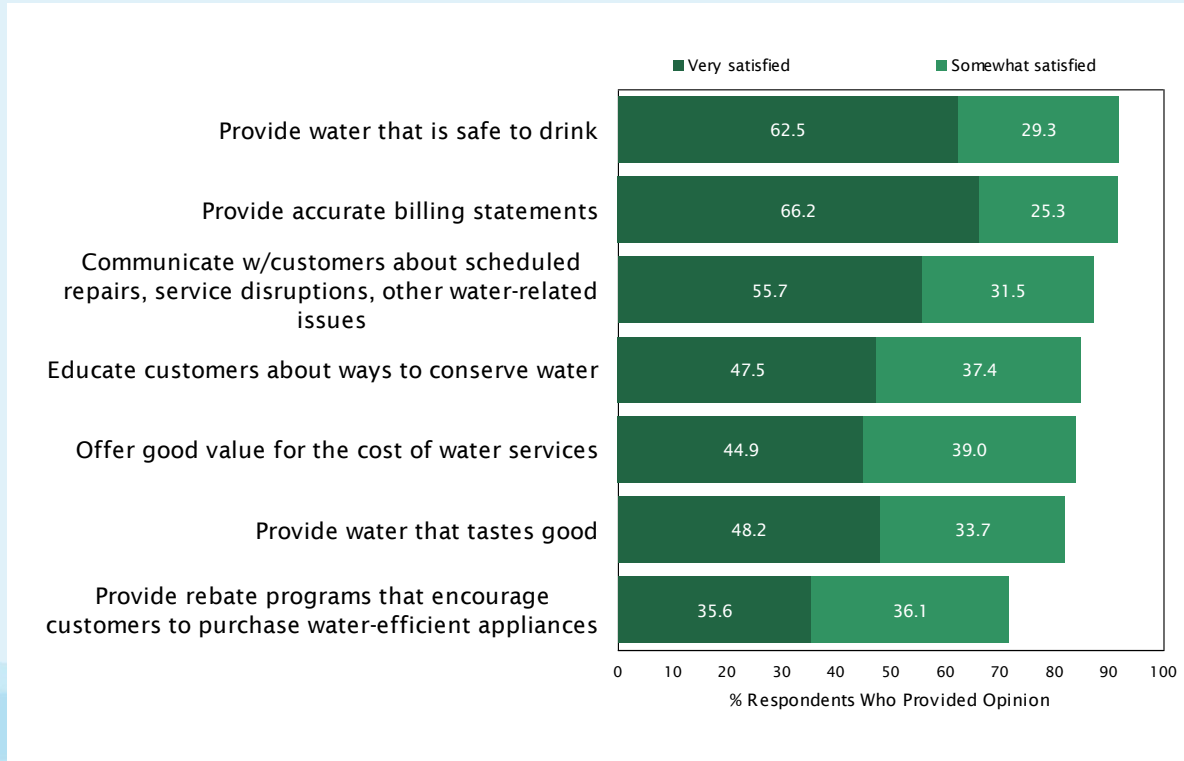 Very satisfied
Somewhat satisfied
Provide water that is safe to drink
62.5
29.3
Provide accurate billing statements
66.2
25.3
Communicate w/customers about scheduled
repairs, service disruptions, other water-related
issues
55.7
31.5
Educate customers about ways to conserve water
47.5
37.4
Offer good value for the cost of water services
44.9
39.0
Provide water that tastes good
48.2
33.7
Provide rebate programs that encourage
customers to purchase water-efficient appliances
35.6
36.1
0 10 20 30 40 50 60 70 80 90 100
% Respondents Who Provided Opinion